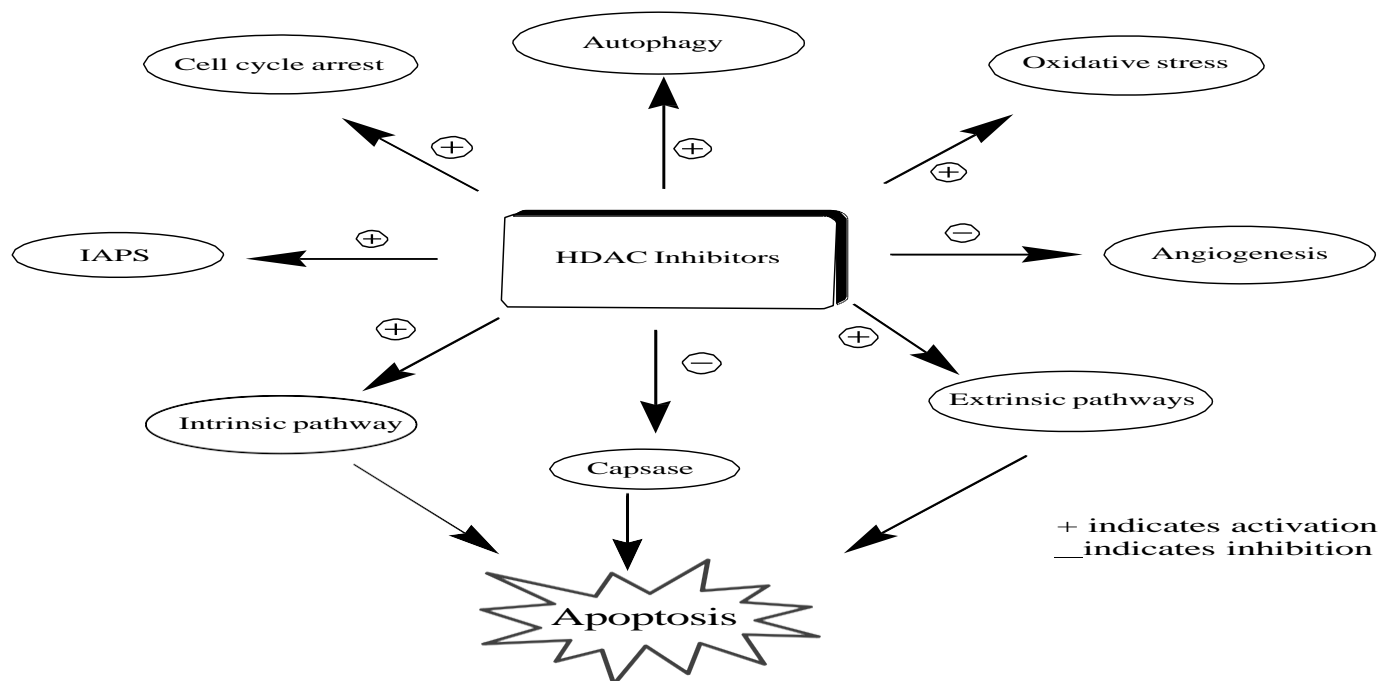 Autophagy
Cell cycle arrest
Oxidative stress
+
+
+
IAPS
+
HDAC Inhibitors
−
Angiogenesis
+
−
+
Intrinsic pathway
Capsase
Extrinsic pathways
+ indicates activation
_indicates inhibition
Apoptosis